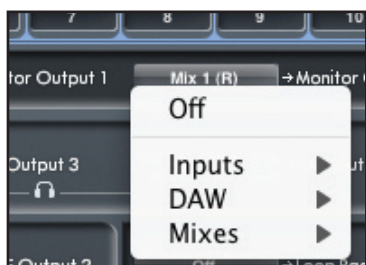 7 8 9 10
tor Output 1 Mix 1 (R) →Monitor
Off
Output 3
Inputs
DAW
Mixes
Output 2 Off